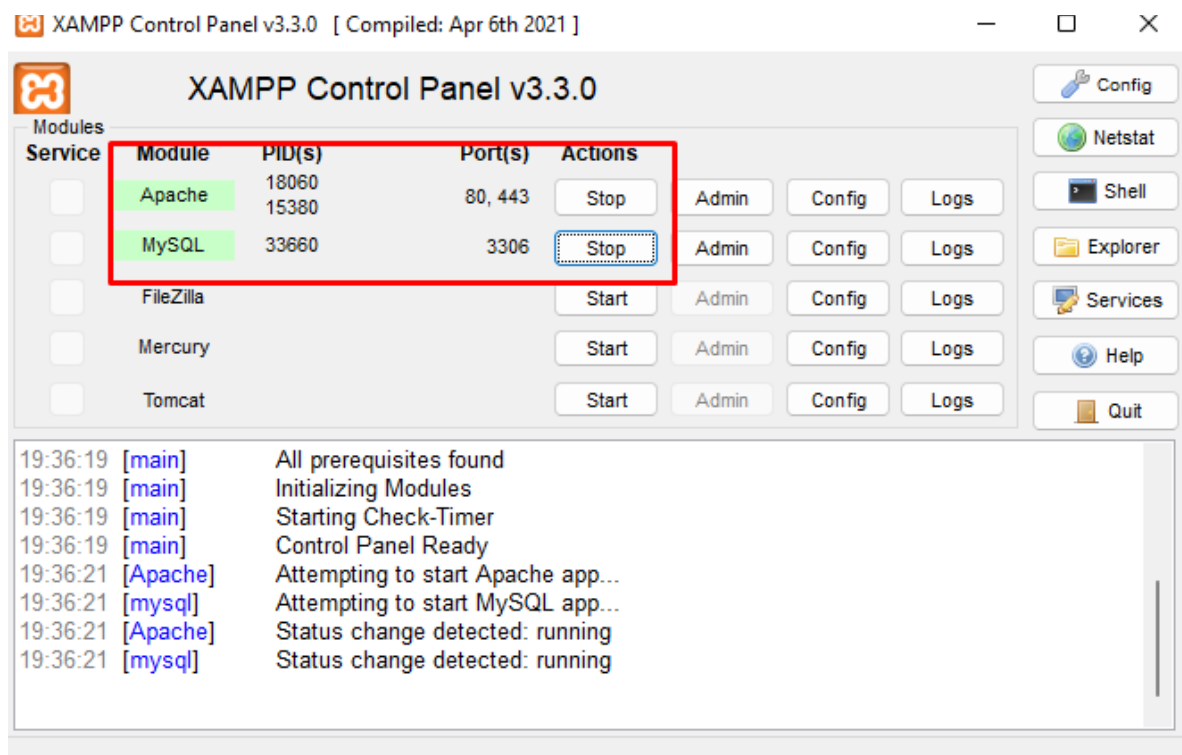 XAMPP Control Panel v3.3.0 [ Compiled: Apr 6th 2021 ]
XAMPP Control Panel v3.3.0
Config
Modules
Service Module PID(s) Port(s) Actions
Netstat
Apache 18060 15380 80, 443 Stop Admin Config Logs
Shell
MySQL 33660 3306 Stop Admin Config Logs
Explorer
FileZilla Start Admin Config Logs
Services
Mercury Start Admin Config Logs
Help
Tomcat Start Admin Config Logs
Quit
19:36:19 [main] All prerequisites found
19:36:19 [main] Initializing Modules
19:36:19 [main] Starting Check-Timer
19:36:19 [main] Control Panel Ready
19:36:21 [Apache] Attempting to start Apache app...
19:36:21 [mysql] Attempting to start MySQL app...
19:36:21 [Apache] Status change detected: running
19:36:21 [mysql] Status change detected: running